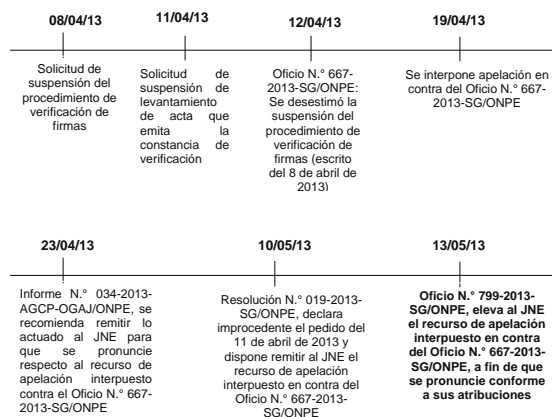 08/04/13
11/04/13
12/04/13
19/04/13
Solicitud de
suspensión del
procedimiento de
verificación de
firmas
Solicitud de
suspensión de
levantamiento
de acta que
emita la
constancia de
verificación
Oficio N.° 667-
2013-SG/ONPE:
Se desestimó la
suspensión del
procedimiento de
verificación de
firmas (escrito
del 8 de abril de
2013)
Se interpone apelación en
contra del Oficio N.° 667-
2013-SG/ONPE
23/04/13
10/05/13
13/05/13
Informe N.° 034-2013-
AGCP-OGAJ/ONPE, se
recomienda remitir lo
actuado al JNE para
que se pronuncie
respecto al recurso de
apelación interpuesto
contra el Oficio N.° 667-
2013-SG/ONPE
Resolución N.° 019-2013-
SG/ONPE, declara
improcedente el pedido del
11 de abril de 2013 y
dispone remitir al JNE el
recurso de apelación
interpuesto en contra del
Oficio N.° 667-2013-
SG/ONPE
Oficio N.° 799-2013-
SG/ONPE, eleva al JNE
el recurso de apelación
interpuesto en contra
del Oficio N.° 667-2013-
SG/ONPE, a fin de que
se pronuncie conforme
a sus atribuciones